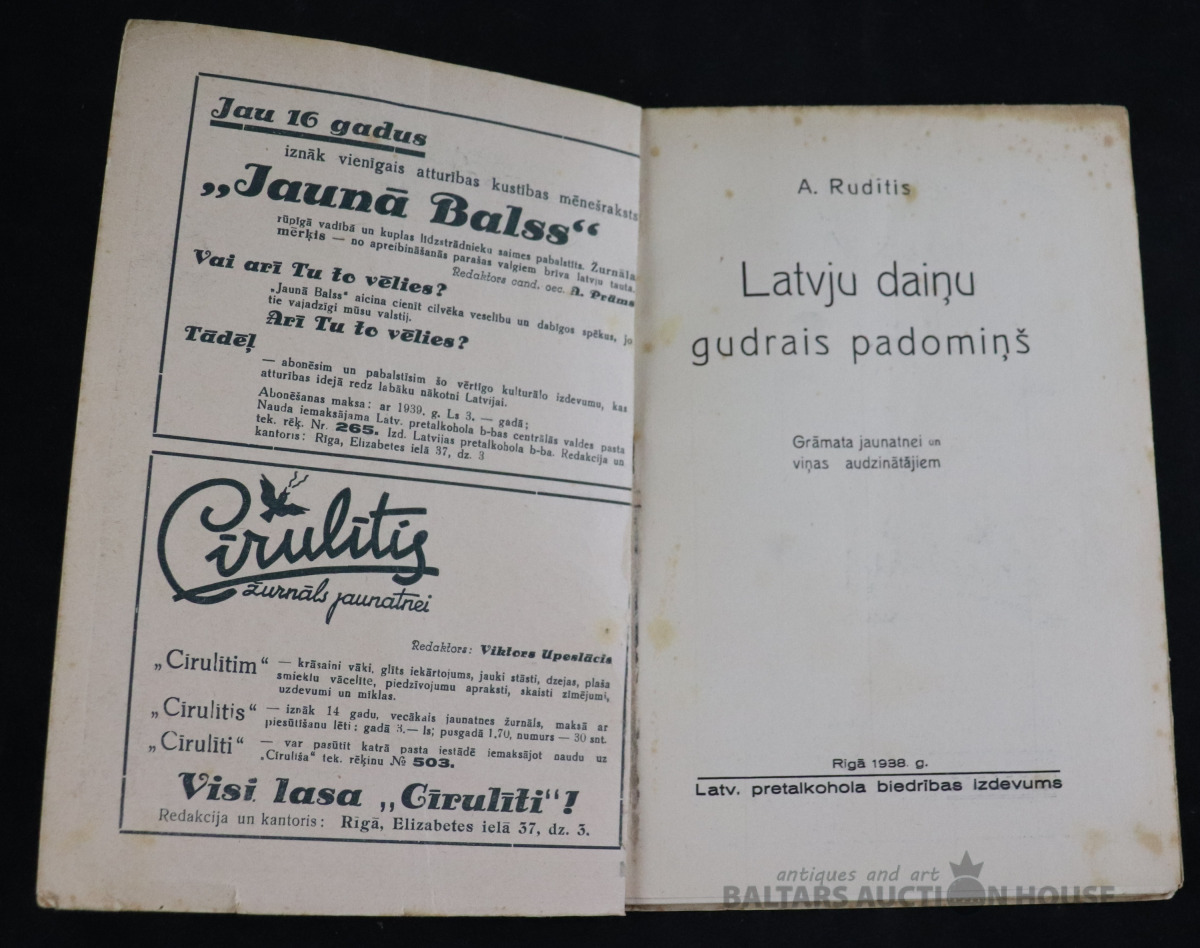 Jau 16 gadus
iznāk vienīgais atturības kustības mēnešraksts
„Jaunā Balss“
rūpīgā vadībā un kuplas līdzstrādnieku saimes pabalstīts. Žurnāla
mērķis — no apreibināšanās parašas valgiem brīva latvju tauta.
Redaktors cand. oec. A. Prāms
Vai arī Tu to vēlies?
„Jaunā Balss“ aicina cienīt cilvēka veselību un dabīgos spēkus, jo
tie vajadzīgi mūsu valstij.
Arī Tu to vēlies?
Tādēļ
— abonēsim un pabalstīsim šo vērtīgo kulturālo izdevumu, kas
atturības idejā redz labāku nākotni Latvijai.
Abonēšanas maksa: ar 1939. g. Ls 3. — gadā;
Nauda iemaksājama Latv. pretalkohola b-bas centrālās valdes pasta
tek. rēķ. Nr. 265. Izd. Latvijas pretalkohola b-ba. Redakcija un
kantoris: Rīgā, Elizabetes ielā 37, dz. 3
Cīrulītis
žurnāls jaunatnei
Redaktors: Viktors Upeslācis
„Cīrulītim“ — krāsaini vāki, glīts iekārtojums, jauki stāsti, dzejas, plaša
smieklu vācelīte, piedzīvojumu apraksti, skaisti zīmējumi,
uzdevumi un mīklas.
„Cīrulītis“ — iznāk 14 gadu, vecākais jaunatnes žurnāls, maksā ar
piesūtīšanu lēti: gadā 3.— ls; pusgadā 1.70, numurs — 30 snt.
„Cīrulīti“ — var pasūtīt katrā pasta iestādē iemaksājot naudu uz
„Cīrulīša“ tek. rēķinu № 503.
Visi lasa „Cīrulīti“!
Redakcija un kantoris: Rīgā, Elizabetes ielā 37, dz. 3.
A. Rudītis
Latvju daiņu
gudrais padomiņš
Grāmata jaunatnei un
viņas audzinātājiem
Rīgā 1938. g.
Latv. pretalkohola biedrības izdevums
antiques and art
BALTARS AUCTION HOUSE